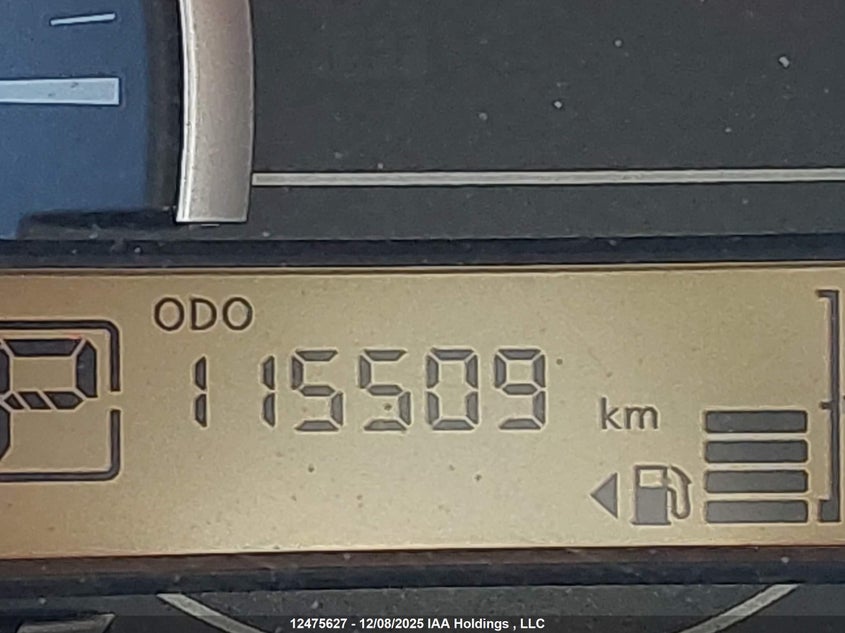 ODO
P
115509 km
12475627 - 12/08/2025 IAA Holdings , LLC